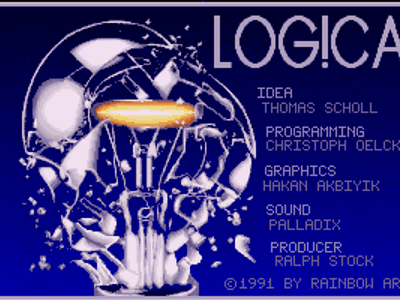 LOG!CA
IDEA
THOMAS SCHOLL
PROGRAMMING
CHRISTOPH OELCK
GRAPHICS
HAKAN AKBIYIK
SOUND
PALLADIX
PRODUCER
RALPH STOCK
©1991 BY RAINBOW AR